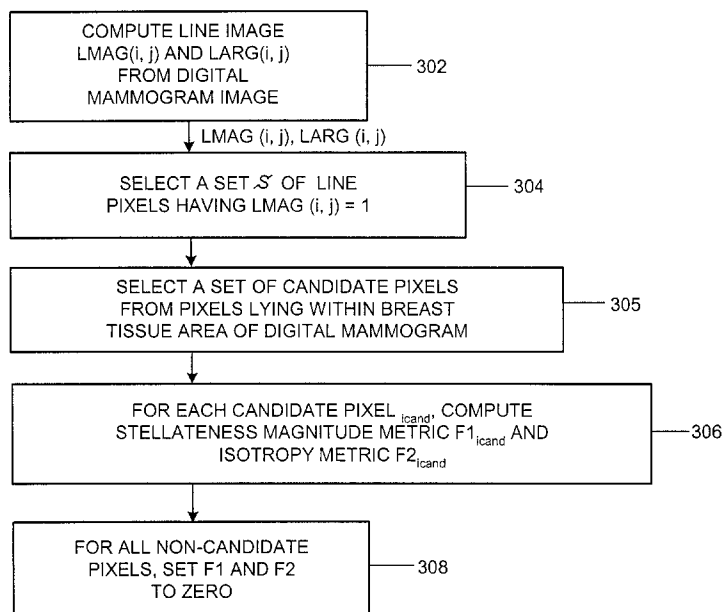 COMPUTE LINE IMAGE
LMAG(i, j) AND LARG(i, j)
FROM DIGITAL
MAMMOGRAM IMAGE
302
LMAG (i, j), LARG (i, j)
SELECT A SET S OF LINE
PIXELS HAVING LMAG (i, j) = 1
304
SELECT A SET OF CANDIDATE PIXELS
FROM PIXELS LYING WITHIN BREAST
TISSUE AREA OF DIGITAL MAMMOGRAM
305
FOR EACH CANDIDATE PIXEL icand, COMPUTE
STELLATENESS MAGNITUDE METRIC F1icand AND
ISOTROPY METRIC F2icand
306
FOR ALL NON-CANDIDATE
PIXELS, SET F1 AND F2
TO ZERO
308